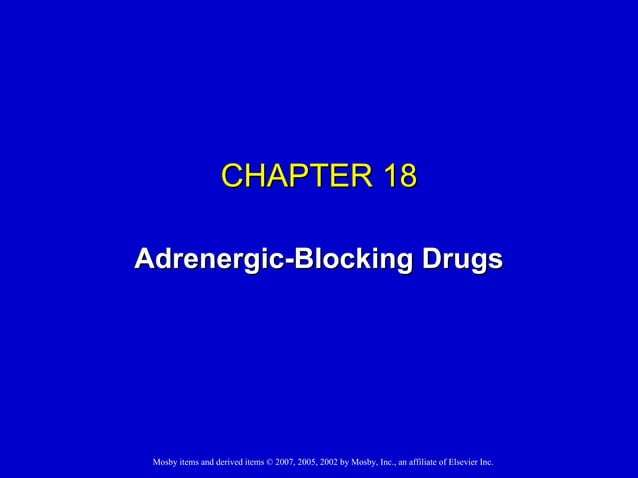 CHAPTER 18
Adrenergic-Blocking Drugs
Mosby items and derived items © 2007, 2005, 2002 by Mosby, Inc., an affiliate of Elsevier Inc.